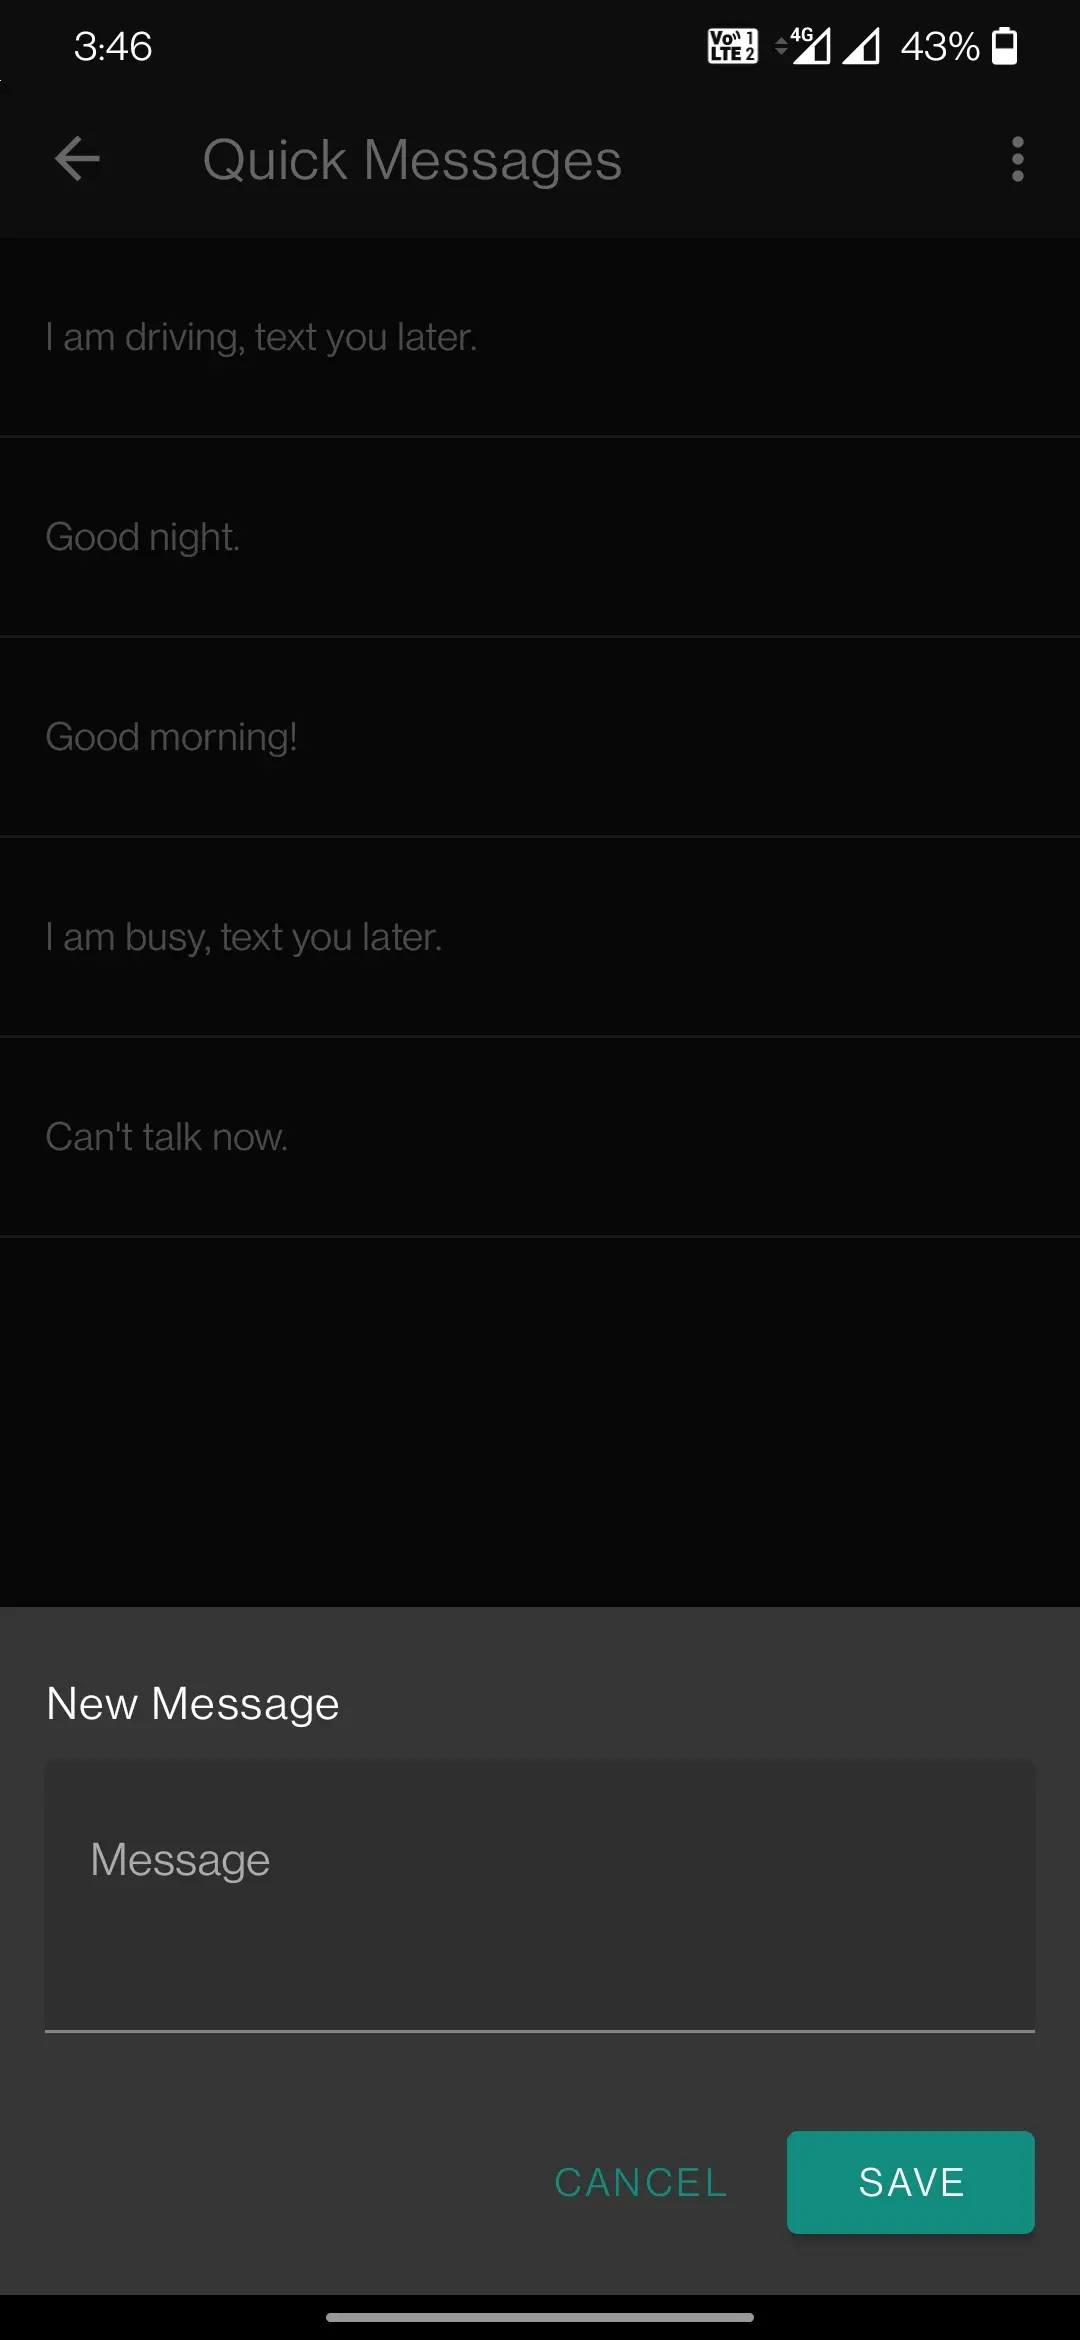 3:46
Vo)) 1
LTE 2
4G
43%
Quick Messages
I am driving, text you later.
Good night.
Good morning!
I am busy, text you later.
Can't talk now.
New Message
Message
CANCEL
SAVE